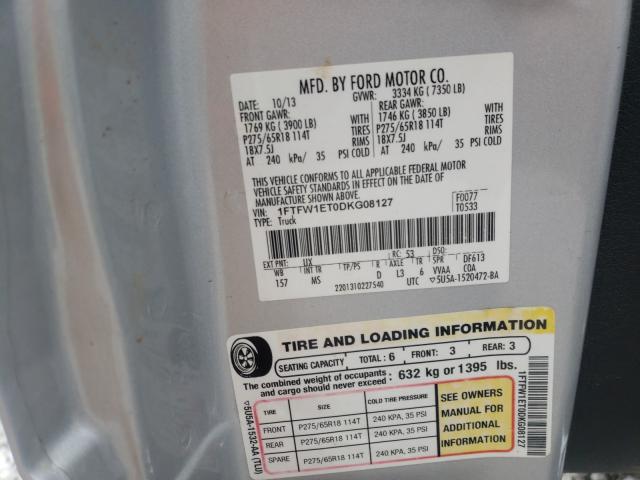 MFD. BY FORD MOTOR CO.
DATE: 10/13 GVWR: 3334 KG (7350 LB)
FRONT GAWR: REAR GAWR:
1769 KG (3900 LB) WITH 1746 KG (3850 LB) WITH
P275/65R18 114T TIRES P275/65R18 114T TIRES
18X7.5J RIMS 18X7.5J RIMS
AT 240 kPa/ 35 PSI COLD AT 240 kPa/ 35 PSI COLD
THIS VEHICLE CONFORMS TO ALL APPLICABLE FEDERAL MOTOR
VEHICLE SAFETY STANDARDS IN EFFECT ON THE DATE OF
MANUFACTURE SHOWN ABOVE.
VIN: 1FTFW1ET0DKG08127 F0077
TYPE: Truck T0533
EXT PNT: UX RC: 53 DSO:
WB INT TR TP/PS R AXLE TR SPR DF613
157 MS D L3 6 VVAA COA
2201310227540 UTC ▽5U5A-1520472-BA
TIRE AND LOADING INFORMATION
SEATING CAPACITY TOTAL: 6 FRONT: 3 REAR: 3
The combined weight of occupants and cargo should never exceed: 632 kg or 1395 lbs.
TIRE SIZE COLD TIRE PRESSURE
FRONT P275/65R18 114T 240 KPA, 35 PSI
REAR P275/65R18 114T 240 KPA, 35 PSI
SPARE P275/65R18 114T 240 KPA, 35 PSI
SEE OWNERS
MANUAL FOR
ADDITIONAL
INFORMATION
▽5U5A-1532-AA (TLU)
1FTFW1ET0DKG08127